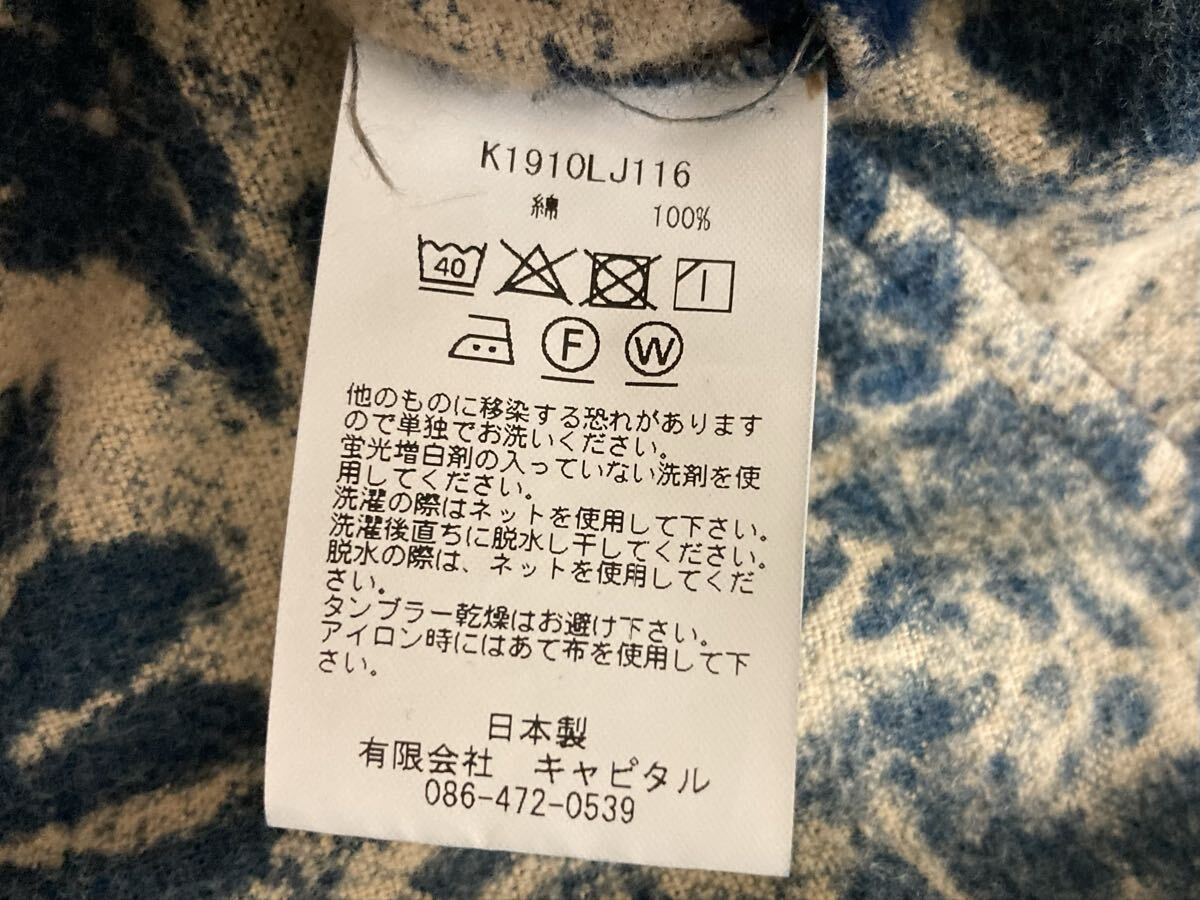 K1910LJ116
綿 100%
40
F W
他のものに移染する恐れがあります
ので単独でお洗いください。
蛍光増白剤の入っていない洗剤を使
用してください。
洗濯の際はネットを使用して下さい。
洗濯後直ちに脱水し干してください。
脱水の際は、ネットを使用してくだ
さい。
タンブラー乾燥はお避け下さい。
アイロン時にはあて布を使用して下
さい。
日本製
有限会社 キャピタル
086-472-0539